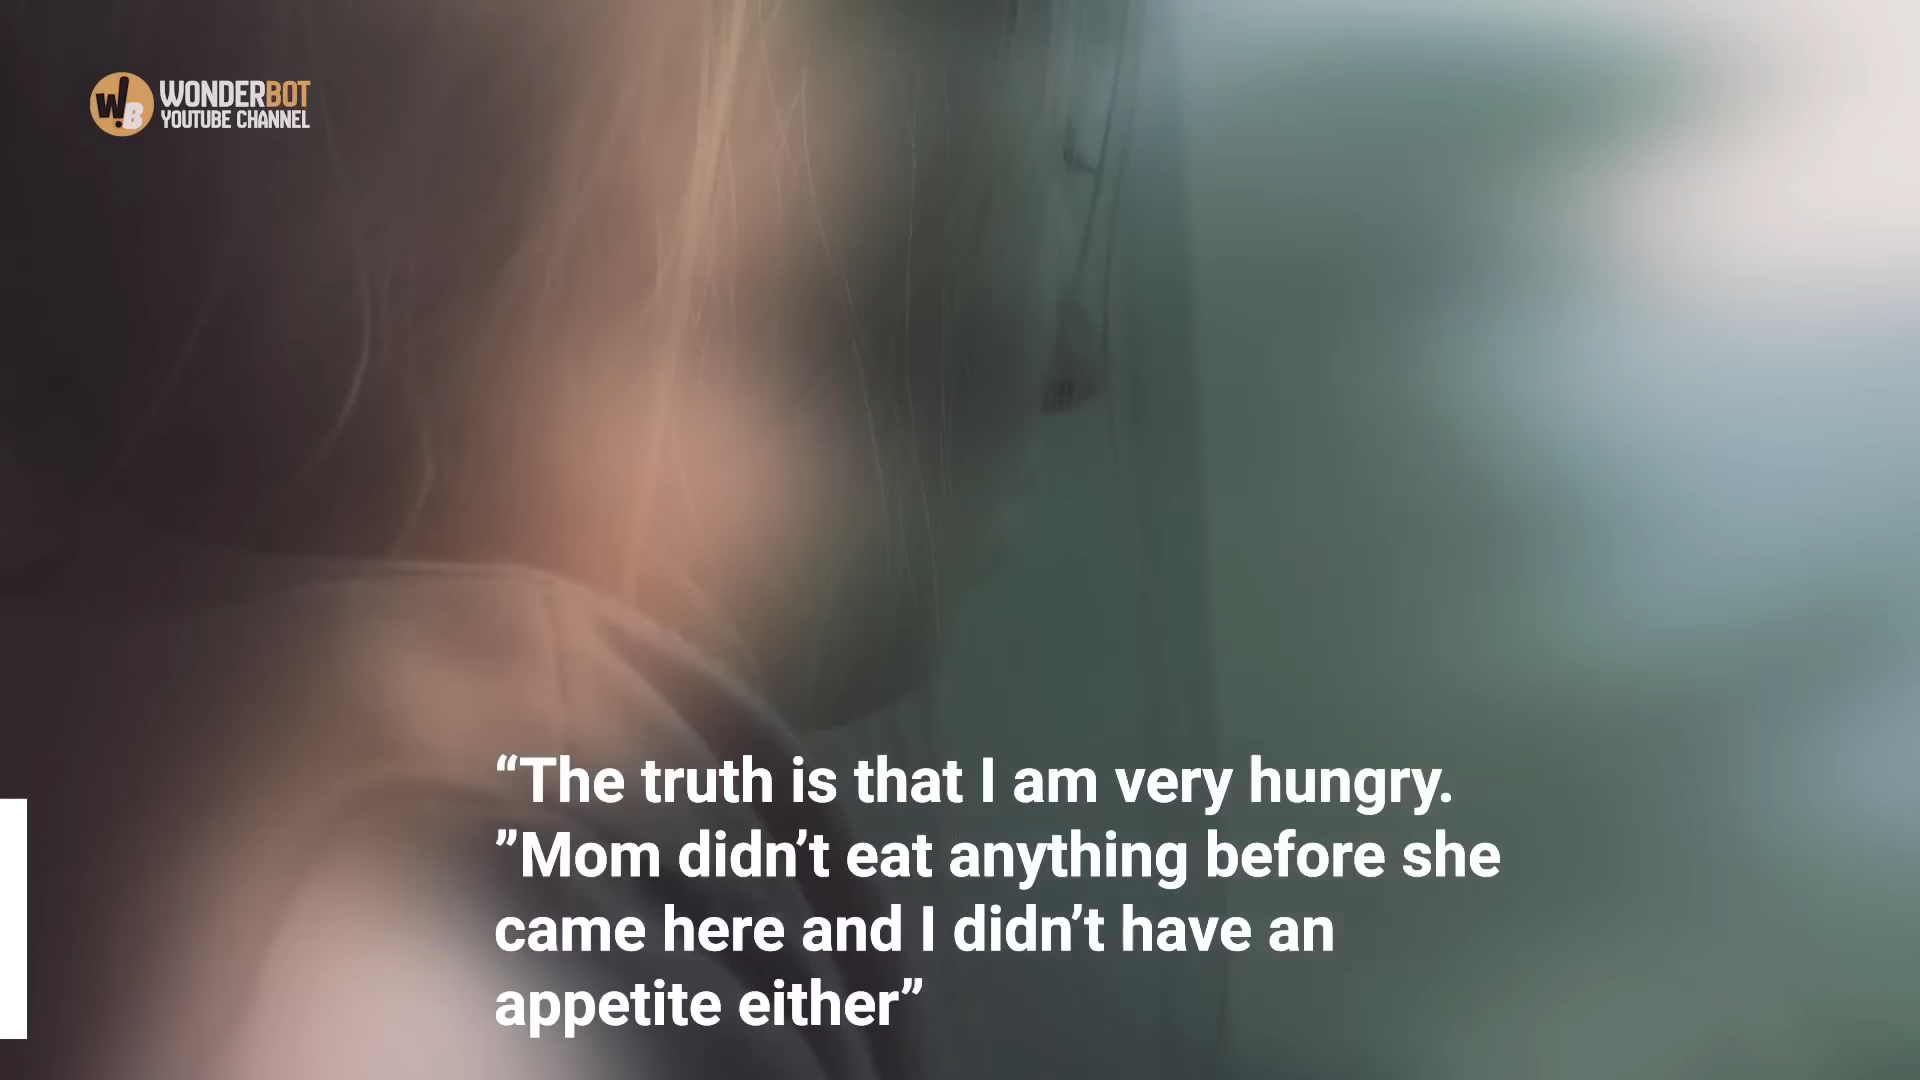 WONDERBOT
YOUTUBE CHANNEL
“The truth is that I am very hungry.
”Mom didn’t eat anything before she
came here and I didn’t have an
appetite either”